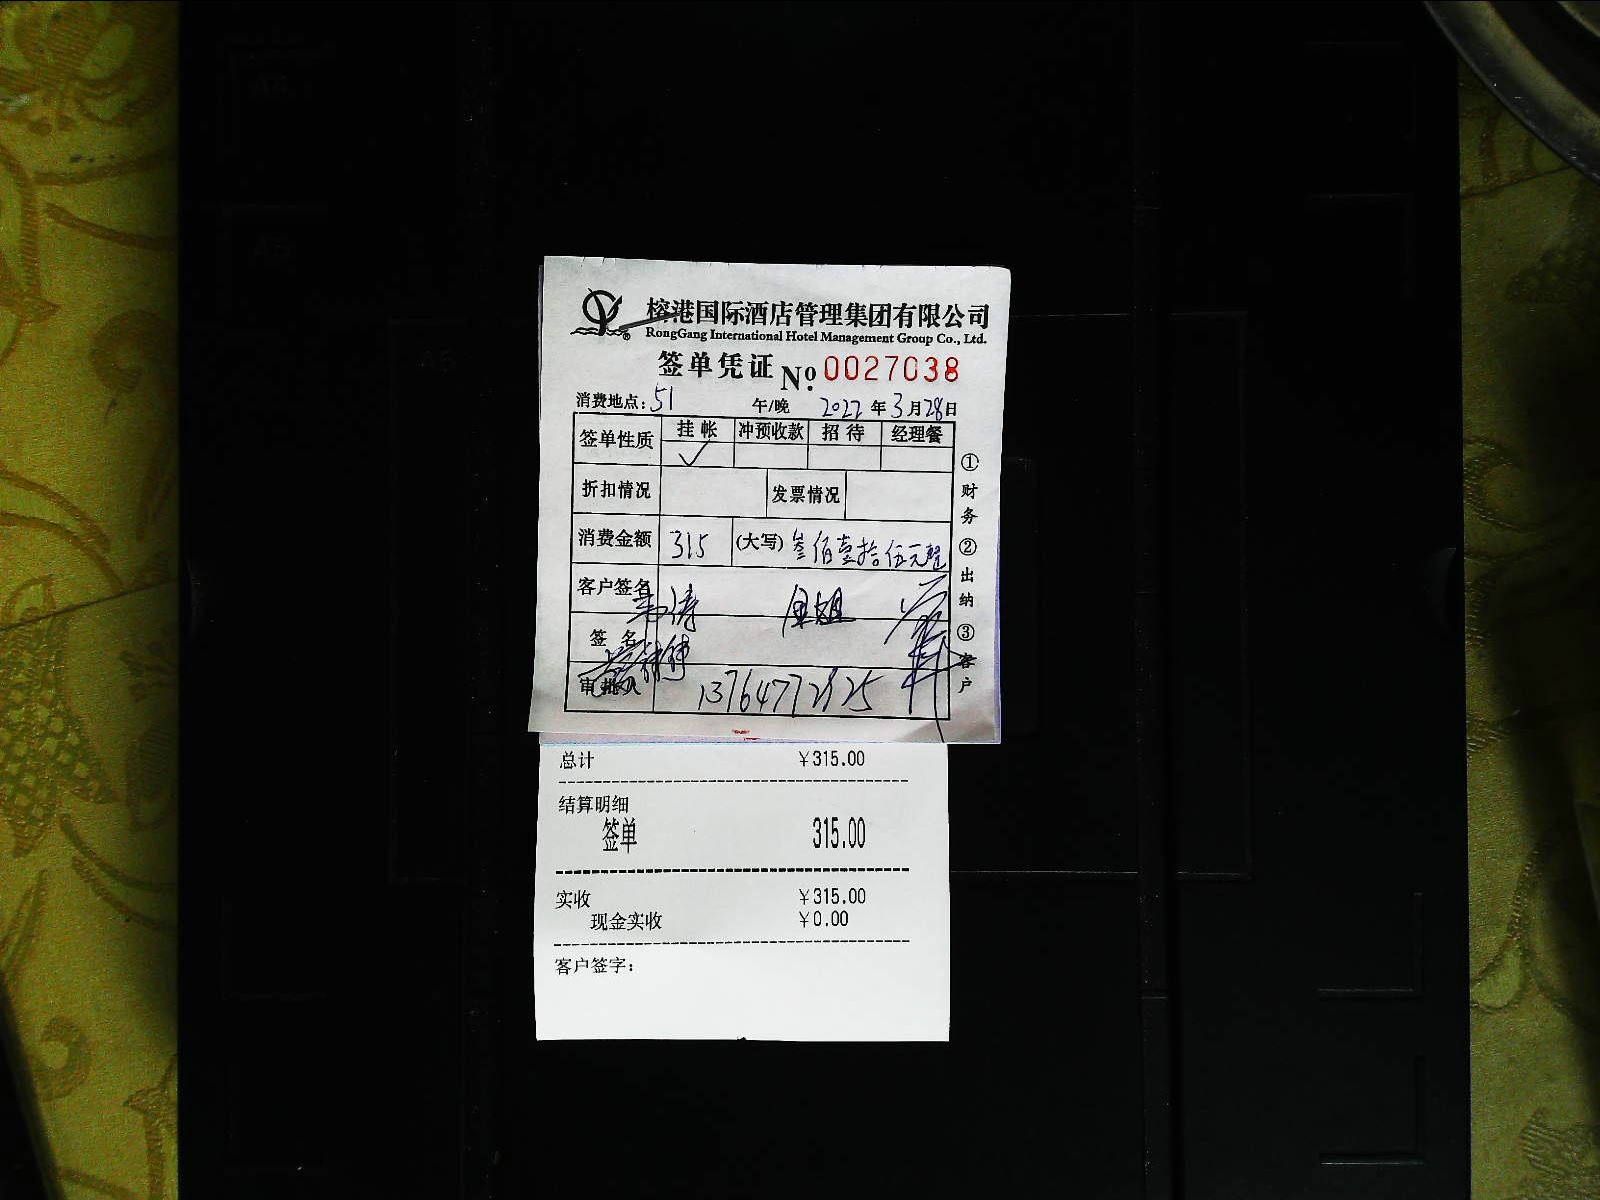 榕港国际酒店管理集团有限公司
RongGang International Hotel Management Group Co., Ltd.
签单凭证 № 0027038
消费地点: 51 午/晚 2022 年 3 月 28 日
签单性质 挂帐 冲预收款 招待 经理餐
✓
折扣情况 发票情况
消费金额 315 (大写) 叁佰壹拾伍元整
客户签名
签名
审批人 13764772925
①财务 ②出纳 ③客户
总计 ¥315.00
结算明细
签单 315.00
实收 ¥315.00
现金实收 ¥0.00
客户签字: